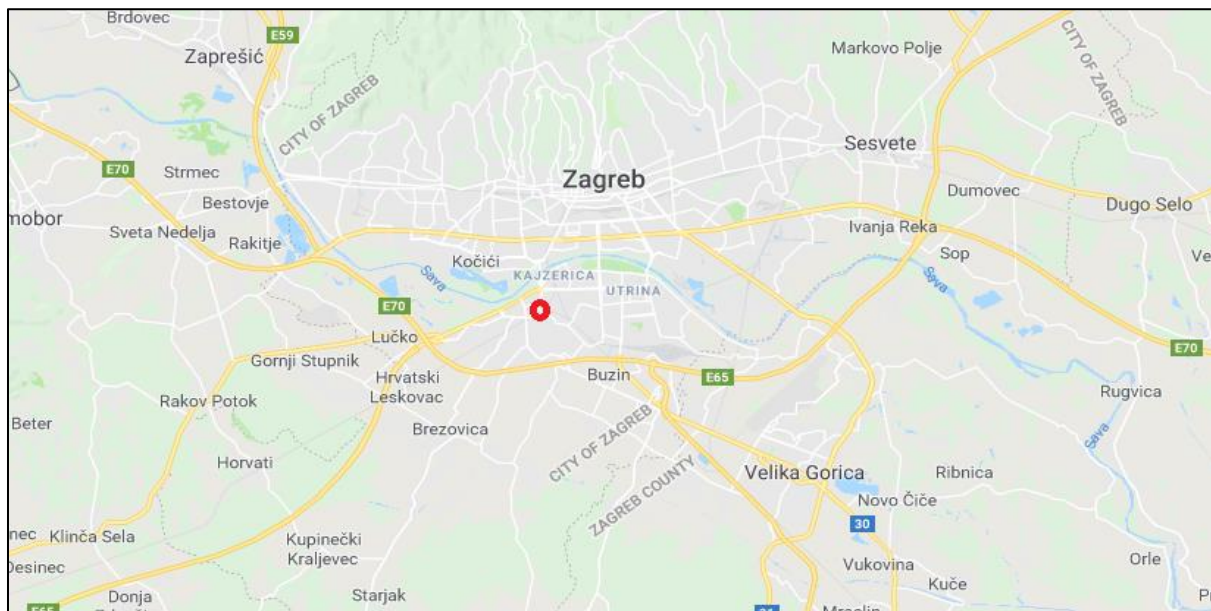 Brdovec
E59
Zaprešić
Markovo Polje
CITY OF ZAGREB
CITY OF ZAGREB
Sesvete
E70
Strmec
Zagreb
Bestovje
Dumovec
Dugo Selo
mobor
Sveta Nedelja
Rakitje
Ivanja Reka
Kočići
Sop
Ve
Sava
KAJZERICA
UTRINA
Sava
E70
Lučko
E70
Gornji Stupnik
Hrvatski
Leskovac
Buzin
E65
Rugvica
Rakov Potok
Beter
Brezovica
CITY OF ZAGREB
Sava
Horvati
ZAGREB COUNTY
Velika Gorica
Ribnica
Novo Čiče
nec
Klinča Sela
30
Kupinečki
Kraljevec
Desinec
Vukovina
Orle
Donja
Starjak
Kuče
E65